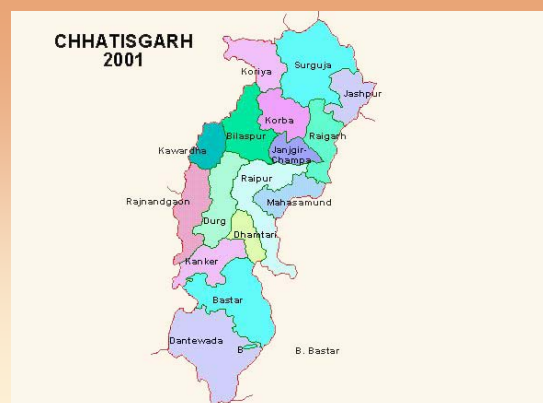 CHHATISGARH
2001
Koriya
Surguja
Jashpur
Korba
Bilaspur
Raigarh
Kawardha
Janjgir-
Champa
Raipur
Rajnandgaon
Mahasamund
Durg
Dhamtari
Kanker
Bastar
Dantewada
B
B. Bastar